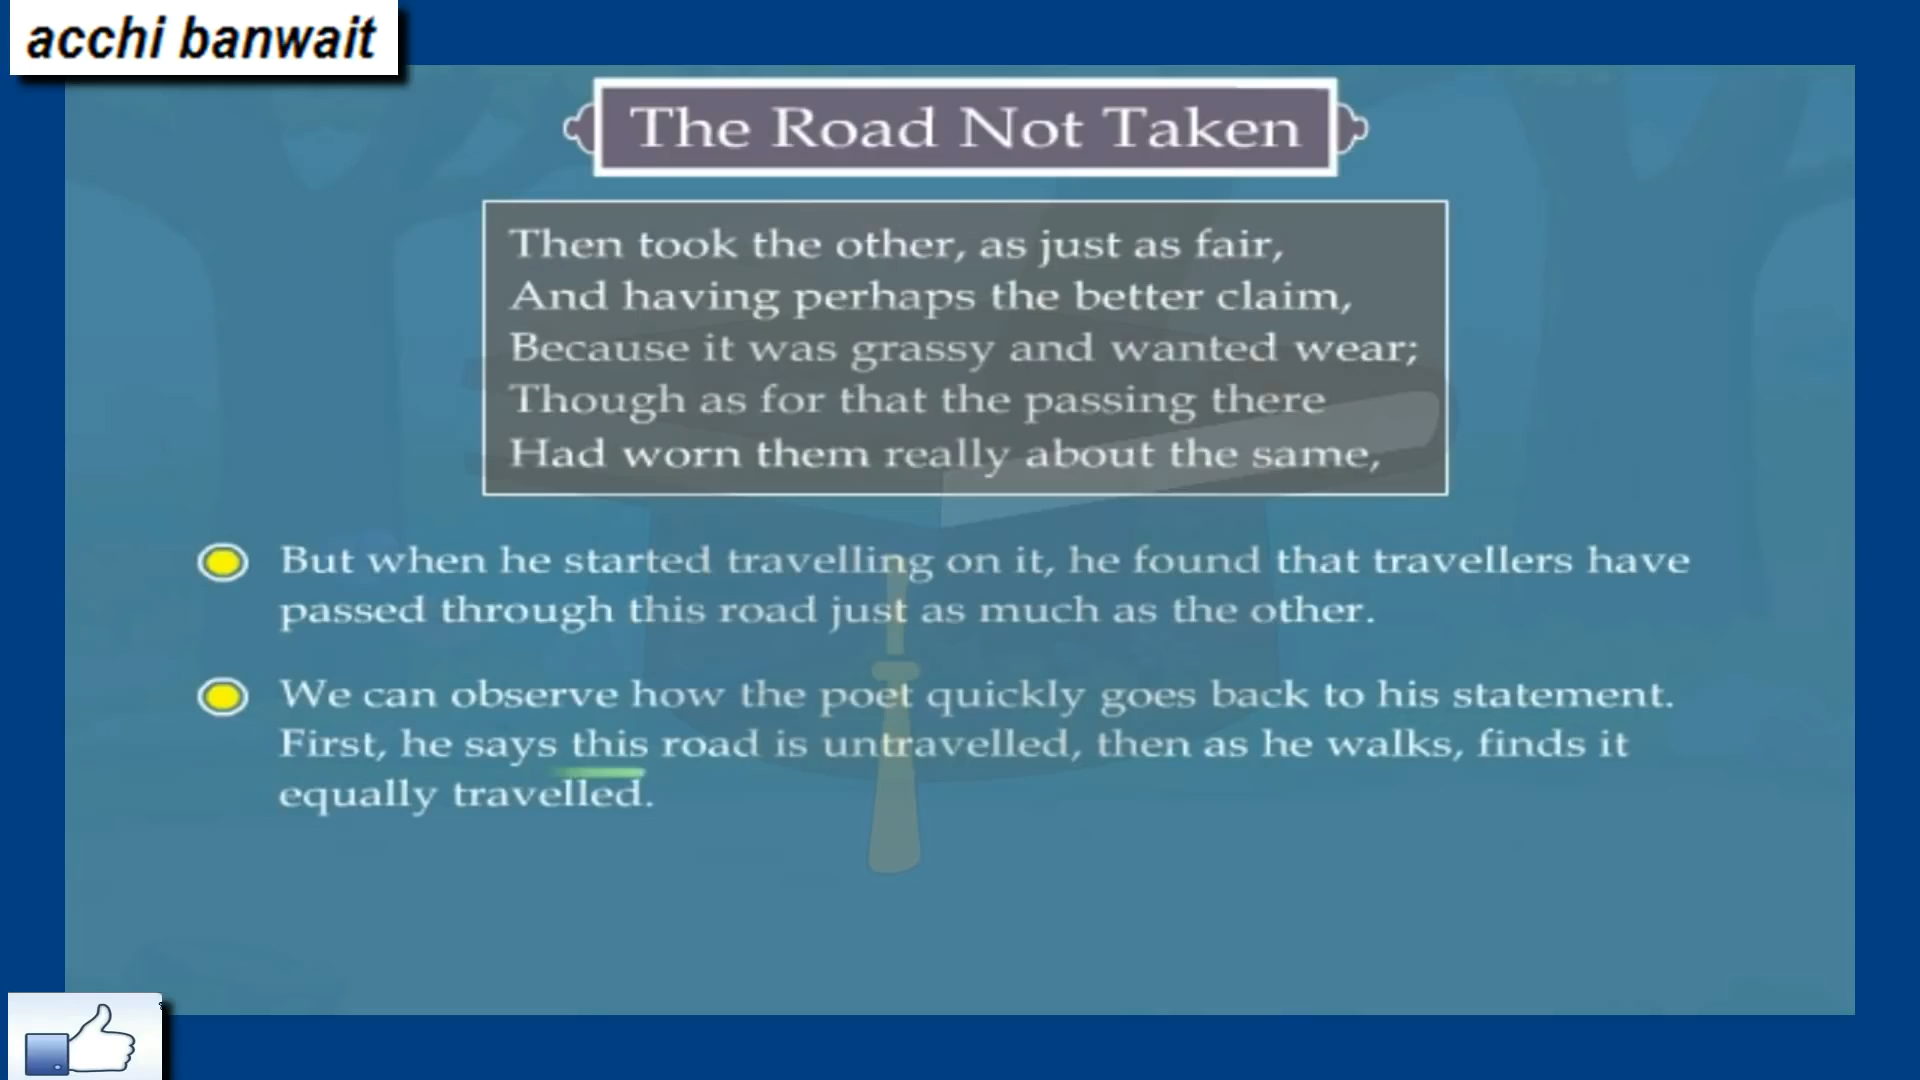 acchi banwait
The Road Not Taken
Then took the other, as just as fair,
And having perhaps the better claim,
Because it was grassy and wanted wear;
Though as for that the passing there
Had worn them really about the same,
But when he started travelling on it, he found that travellers have
passed through this road just as much as the other.
We can observe how the poet quickly goes back to his statement.
First, he says this road is untravelled, then as he walks, finds it
equally travelled.